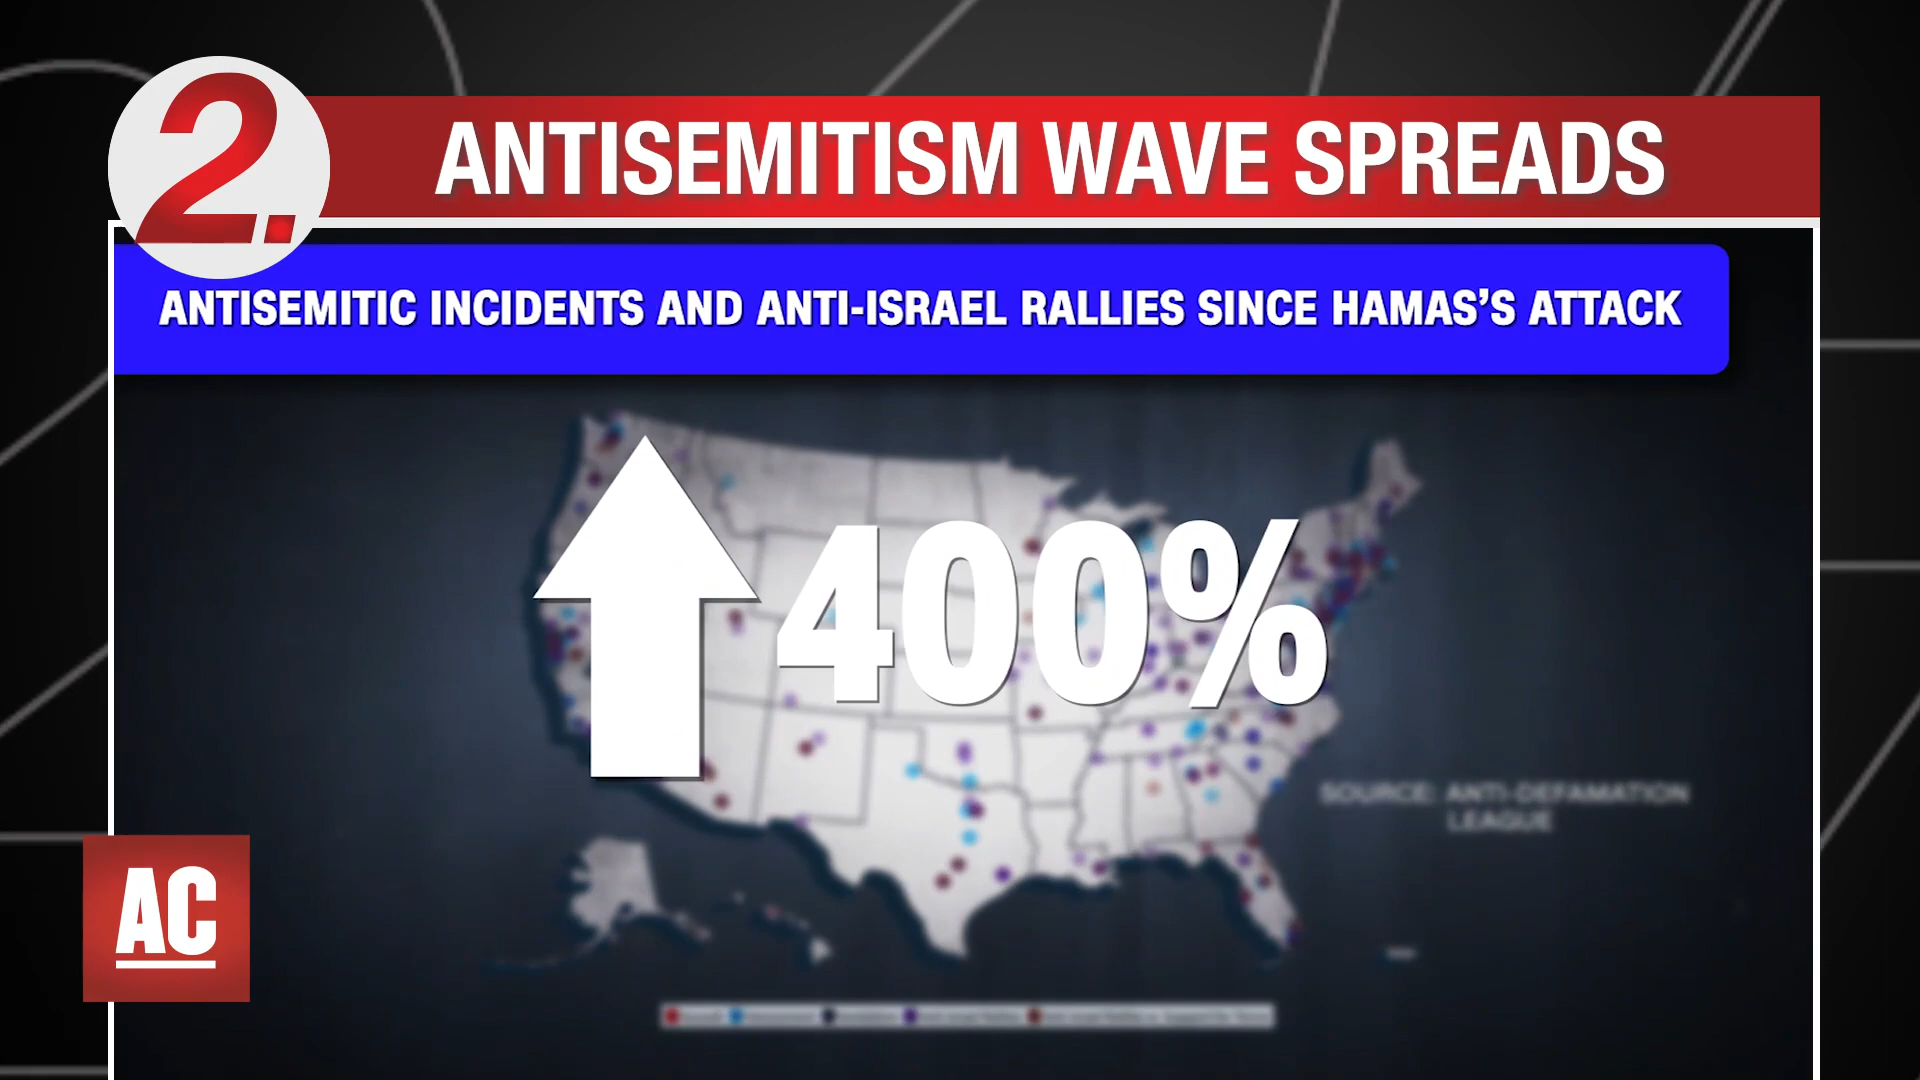 2.
ANTISEMITISM WAVE SPREADS
ANTISEMITIC INCIDENTS AND ANTI-ISRAEL RALLIES SINCE HAMAS'S ATTACK
400%
SOURCE: ANTI-DEFAMATION
LEAGUE
AC